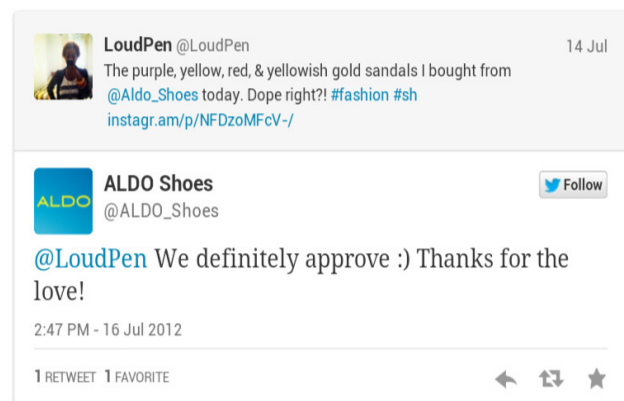 LoudPen @LoudPen 14 Jul
The purple, yellow, red, & yellowish gold sandals I bought from
@Aldo_Shoes today. Dope right?! #fashion #sh
instagr.am/p/NFDzoMFcV-/
ALDO
ALDO Shoes
@ALDO_Shoes
Follow
@LoudPen We definitely approve :) Thanks for the
love!
2:47 PM - 16 Jul 2012
1 RETWEET 1 FAVORITE